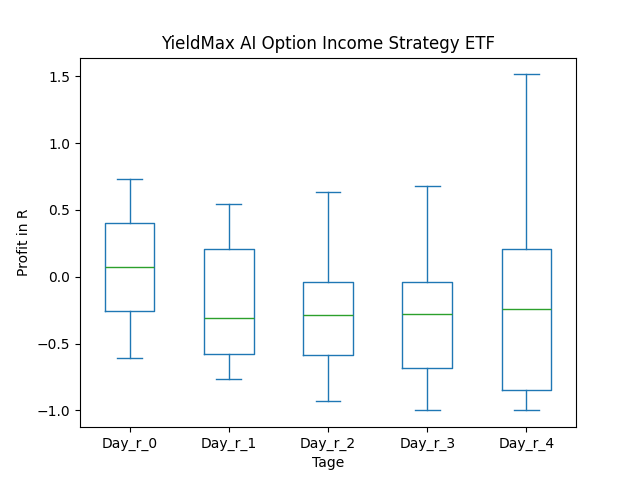 YieldMax AI Option Income Strategy ETF
1.5
1.0
0.5
0.0
−0.5
−1.0
Profit in R
Day_r_0 Day_r_1 Day_r_2 Day_r_3 Day_r_4
Tage